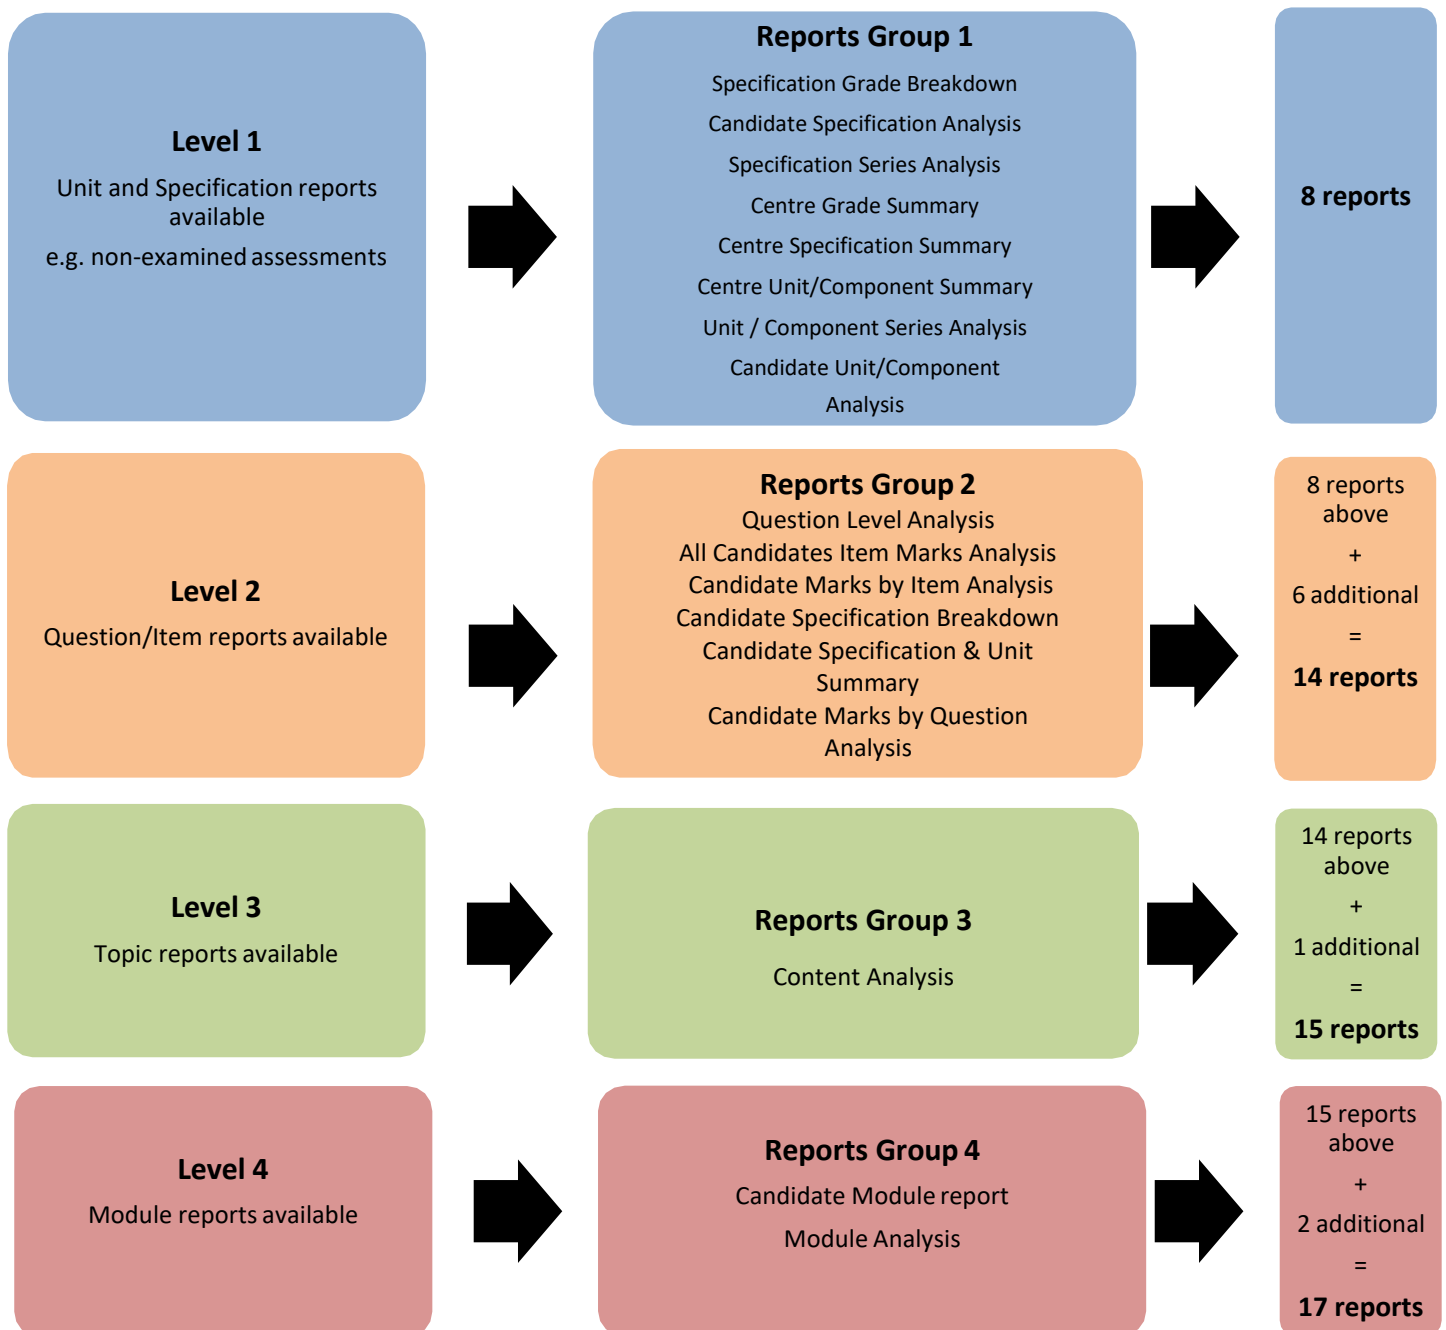 Level 1
Unit and Specification reports
available
e.g. non-examined assessments
Reports Group 1
Specification Grade Breakdown
Candidate Specification Analysis
Specification Series Analysis
Centre Grade Summary
Centre Specification Summary
Centre Unit/Component Summary
Unit / Component Series Analysis
Candidate Unit/Component
Analysis
8 reports
Level 2
Question/Item reports available
Reports Group 2
Question Level Analysis
All Candidates Item Marks Analysis
Candidate Marks by Item Analysis
Candidate Specification Breakdown
Candidate Specification & Unit
Summary
Candidate Marks by Question
Analysis
8 reports
above
+
6 additional
=
14 reports
Level 3
Topic reports available
Reports Group 3
Content Analysis
14 reports
above
+
1 additional
=
15 reports
Level 4
Module reports available
Reports Group 4
Candidate Module report
Module Analysis
15 reports
above
+
2 additional
=
17 reports